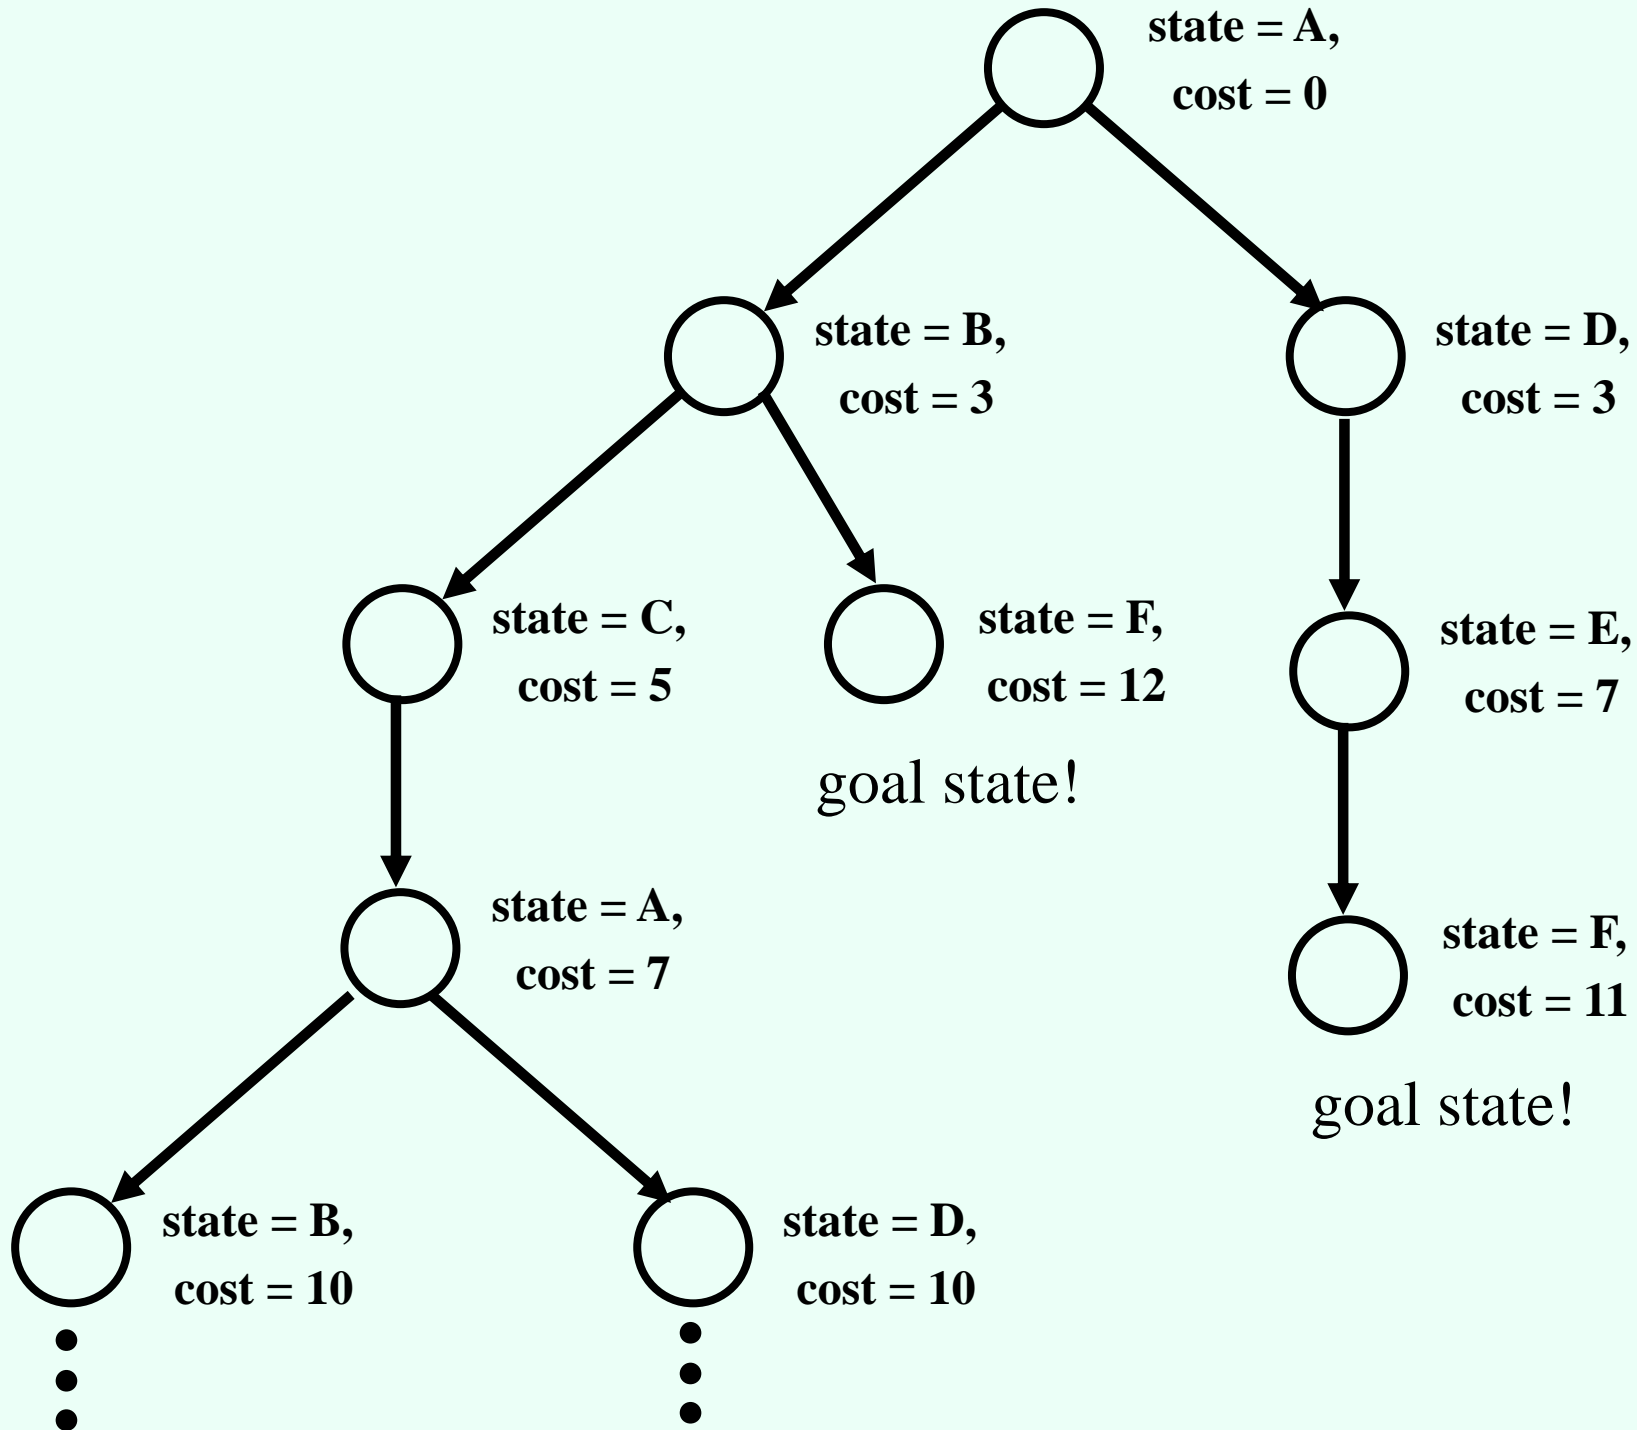 state = A,
cost = 0
state = B,
cost = 3
state = D,
cost = 3
state = C,
cost = 5
state = F,
cost = 12
goal state!
state = E,
cost = 7
state = A,
cost = 7
state = F,
cost = 11
goal state!
state = B,
cost = 10
state = D,
cost = 10